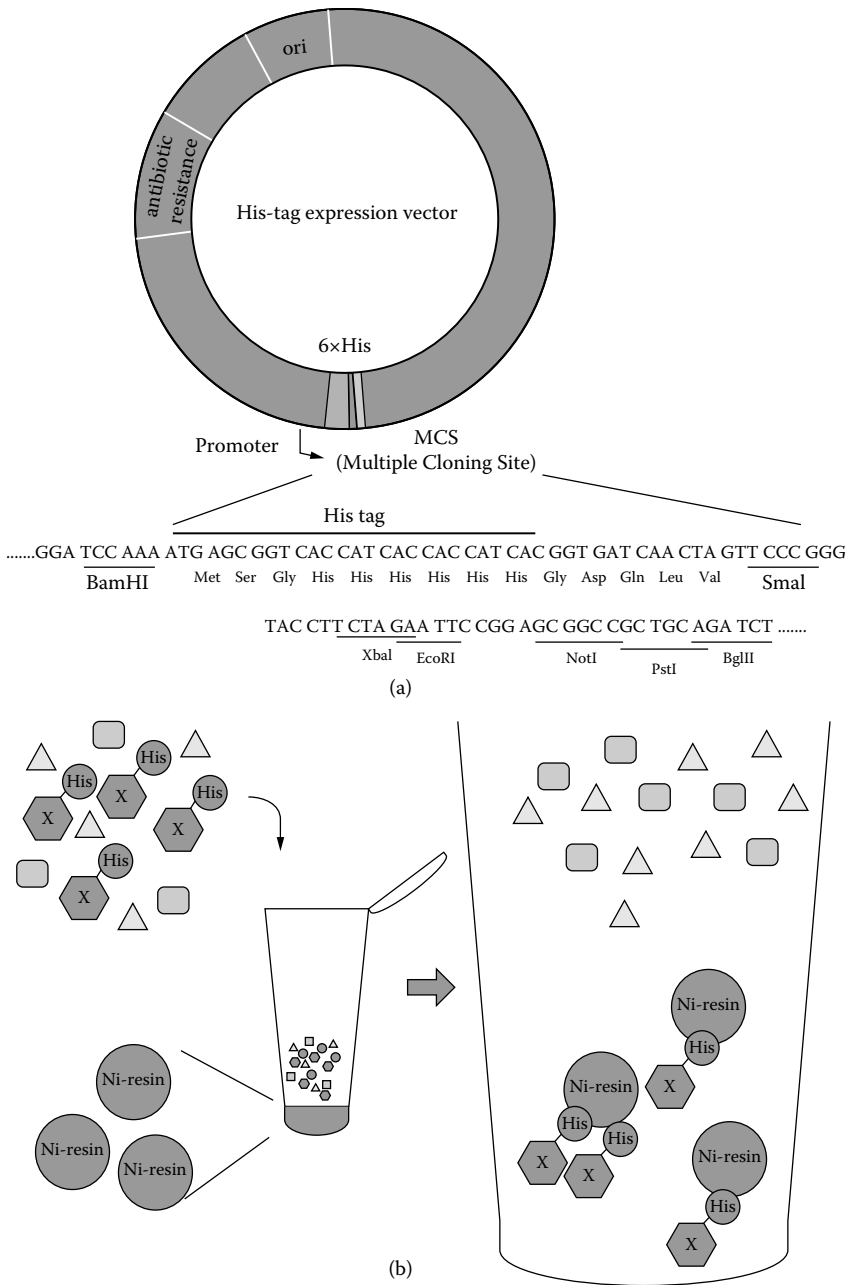 ori
antibiotic
resistance
His-tag expression vector
6×His
Promoter
MCS
(Multiple Cloning Site)
His tag
.......GGA TCC AAA ATG AGC GGT CAC CAT CAC CAC CAT CAC GGT GAT CAA CTA GTT CCC GGG
BamHI Met Ser Gly His His His His His His Gly Asp Gln Leu Val SmaI
TAC CTT CTA GAA TTC CGG AGC GGC CGC TGC AGA TCT .......
XbaI EcoRI NotI PstI BglII
(a)
His
His
His
X
X
X
His
X
Ni-resin
Ni-resin
Ni-resin
Ni-resin
His
X
Ni-resin
His
His
X
X
Ni-resin
His
X
(b)